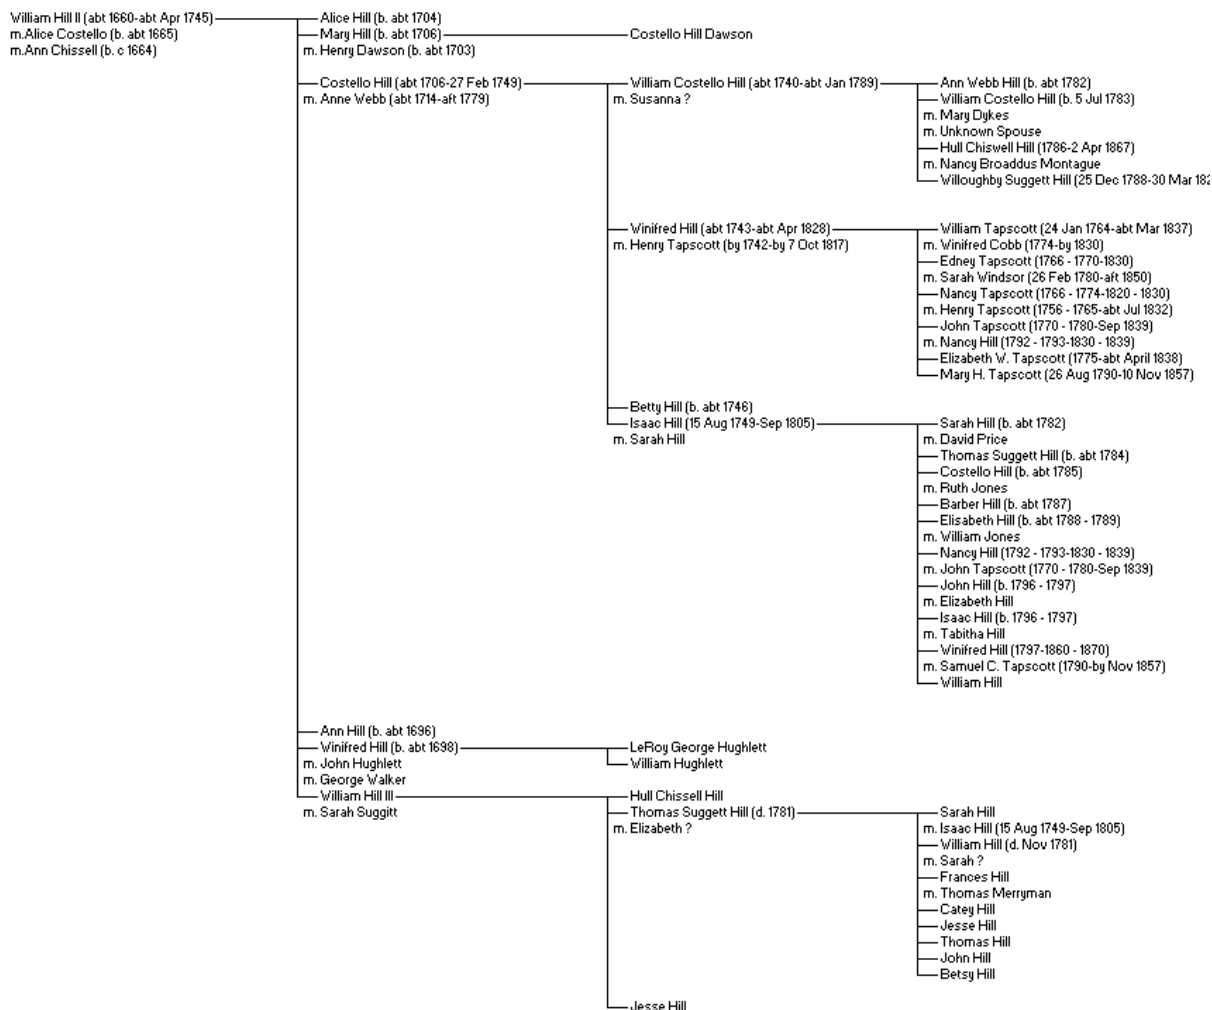 William Hill II (abt 1660-abt Apr 1745)
m.Alice Costello (b. abt 1665)
m.Ann Chissell (b. c 1664)
Alice Hill (b. abt 1704)
Mary Hill (b. abt 1706)
m. Henry Dawson (b. abt 1703)
Costello Hill Dawson
Costello Hill (abt 1706-27 Feb 1749)
m. Anne Webb (abt 1714-aft 1779)
William Costello Hill (abt 1740-abt Jan 1789)
m. Susanna ?
Ann Webb Hill (b. abt 1782)
William Costello Hill (b. 5 Jul 1783)
m. Mary Dykes
m. Unknown Spouse
Hull Chiswell Hill (1786-2 Apr 1867)
m. Nancy Broaddus Montague
Willoughby Suggett Hill (25 Dec 1788-30 Mar 182
Winifred Hill (abt 1743-abt Apr 1828)
m. Henry Tapscott (by 1742-by 7 Oct 1817)
William Tapscott (24 Jan 1764-abt Mar 1837)
m. Winifred Cobb (1774-by 1830)
Edney Tapscott (1766 - 1770-1830)
m. Sarah Windsor (26 Feb 1780-aft 1850)
Nancy Tapscott (1766 - 1774-1820 - 1830)
m. Henry Tapscott (1756 - 1765-abt Jul 1832)
John Tapscott (1770 - 1780-Sep 1839)
m. Nancy Hill (1792 - 1793-1830 - 1839)
Elizabeth W. Tapscott (1775-abt April 1838)
Mary H. Tapscott (26 Aug 1790-10 Nov 1857)
Betty Hill (b. abt 1746)
Isaac Hill (15 Aug 1749-Sep 1805)
m. Sarah Hill
Sarah Hill (b. abt 1782)
m. David Price
Thomas Suggett Hill (b. abt 1784)
Costello Hill (b. abt 1785)
m. Ruth Jones
Barber Hill (b. abt 1787)
Elisabeth Hill (b. abt 1788 - 1789)
m. William Jones
Nancy Hill (1792 - 1793-1830 - 1839)
m. John Tapscott (1770 - 1780-Sep 1839)
John Hill (b. 1796 - 1797)
m. Elizabeth Hill
Isaac Hill (b. 1796 - 1797)
m. Tabitha Hill
Winifred Hill (1797-1860 - 1870)
m. Samuel C. Tapscott (1790-by Nov 1857)
William Hill
Ann Hill (b. abt 1696)
Winifred Hill (b. abt 1698)
m. John Hughlett
m. George Walker
LeRoy George Hughlett
William Hughlett
William Hill III
m. Sarah Suggitt
Hull Chissell Hill
Thomas Suggett Hill (d. 1781)
m. Elizabeth ?
Sarah Hill
m. Isaac Hill (15 Aug 1749-Sep 1805)
William Hill (d. Nov 1781)
m. Sarah ?
Frances Hill
m. Thomas Merryman
Catey Hill
Jesse Hill
Thomas Hill
John Hill
Betsy Hill
Jesse Hill